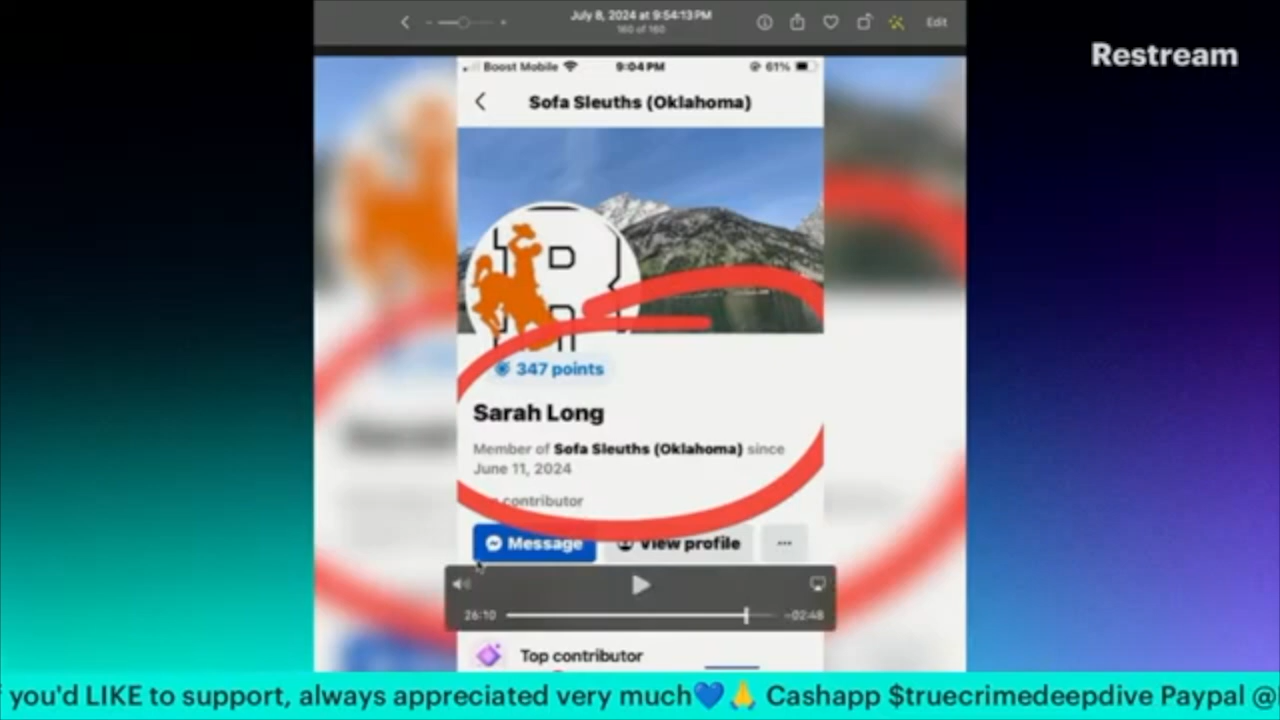 July 8, 2024 at 9:54:13 PM
160 of 160
Edit
Restream
Boost Mobile 9:04 PM 61%
Sofa Sleuths (Oklahoma)
347 points
Sarah Long
Member of Sofa Sleuths (Oklahoma) since
June 11, 2024
contributor
Message View profile ...
26:10 -02:48
Top contributor
you'd LIKE to support, always appreciated very much💙🙏 Cashapp $truecrimedeepdive Paypal @